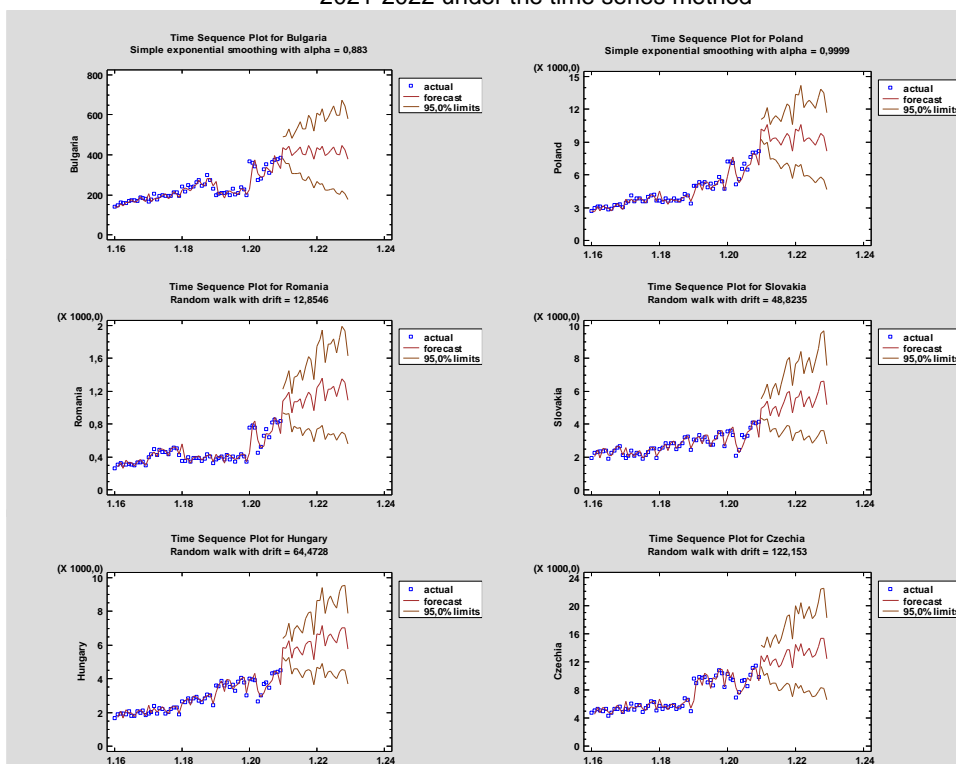 2021-2022 under the time series method
Time Sequence Plot for Bulgaria
Simple exponential smoothing with alpha = 0,883
800
600
400
200
0
Bulgaria
1.16
1.18
1.20
1.22
1.24
actual
forecast
95,0% limits
Time Sequence Plot for Poland
Simple exponential smoothing with alpha = 0,9999
(X 1000,0)
15
12
9
6
3
0
Poland
1.16
1.18
1.20
1.22
1.24
actual
forecast
95,0% limits
Time Sequence Plot for Romania
Random walk with drift = 12,8546
(X 1000,0)
2
1,6
1,2
0,8
0,4
0
Romania
1.16
1.18
1.20
1.22
1.24
actual
forecast
95,0% limits
Time Sequence Plot for Slovakia
Random walk with drift = 48,8235
(X 1000,0)
10
8
6
4
2
0
Slovakia
1.16
1.18
1.20
1.22
1.24
actual
forecast
95,0% limits
Time Sequence Plot for Hungary
Random walk with drift = 64,4728
(X 1000,0)
10
8
6
4
2
0
Hungary
1.16
1.18
1.20
1.22
1.24
actual
forecast
95,0% limits
Time Sequence Plot for Czechia
Random walk with drift = 122,153
(X 1000,0)
24
20
16
12
8
4
0
Czechia
1.16
1.18
1.20
1.22
1.24
actual
forecast
95,0% limits